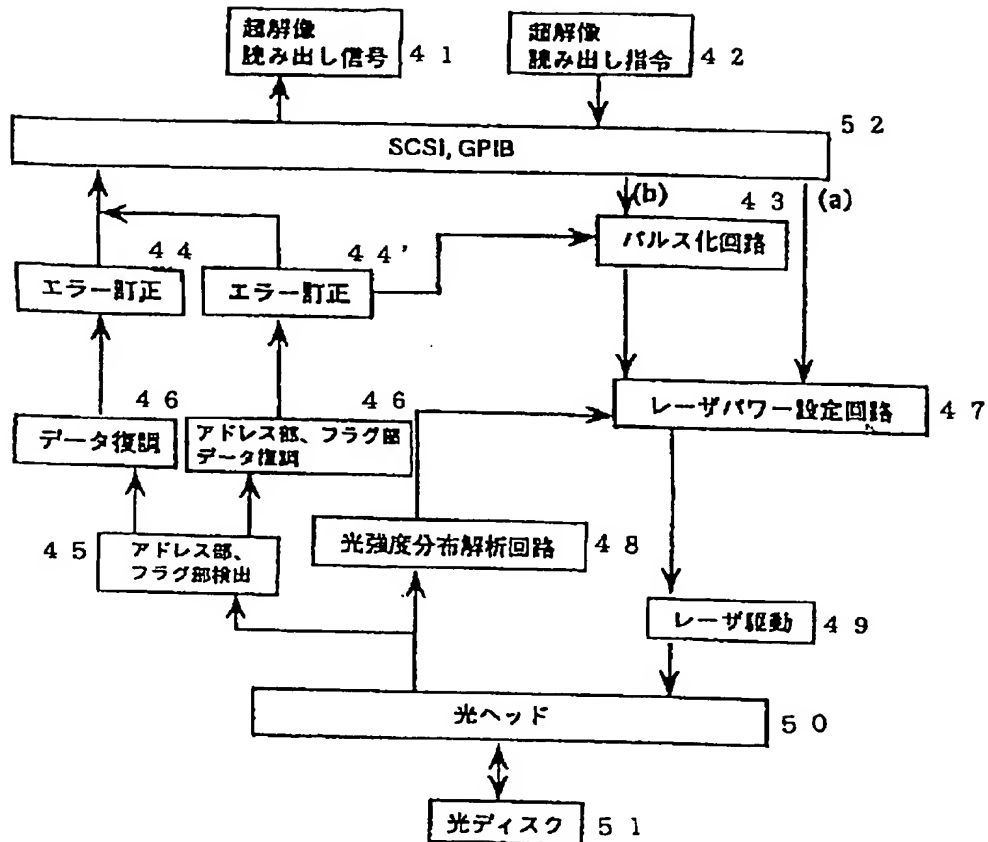 超解像
読み出し信号
４１
超解像
読み出し指令
４２
５２
SCSI, GPIB
(b)
４３
(a)
パルス化回路
４４
エラー訂正
４４'
エラー訂正
４６
データ復調
４６
アドレス部、フラグ部
データ復調
レーザパワー設定回路
４７
４５
アドレス部、
フラグ部検出
光強度分布解析回路
４８
レーザ駆動
４９
光ヘッド
５０
光ディスク
５１